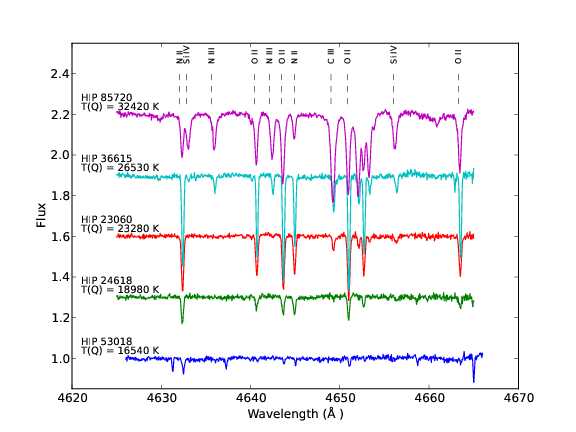 N II
Si IV
N III
O II
N III
O II
N II
C III
O II
Si IV
O II
2.4
2.2
2.0
1.8
1.6
1.4
1.2
1.0
Flux
HIP 85720
T(Q) = 32420 K
HIP 36615
T(Q) = 26530 K
HIP 23060
T(Q) = 23280 K
HIP 24618
T(Q) = 18980 K
HIP 53018
T(Q) = 16540 K
4620 4630 4640 4650 4660 4670
Wavelength (Å )